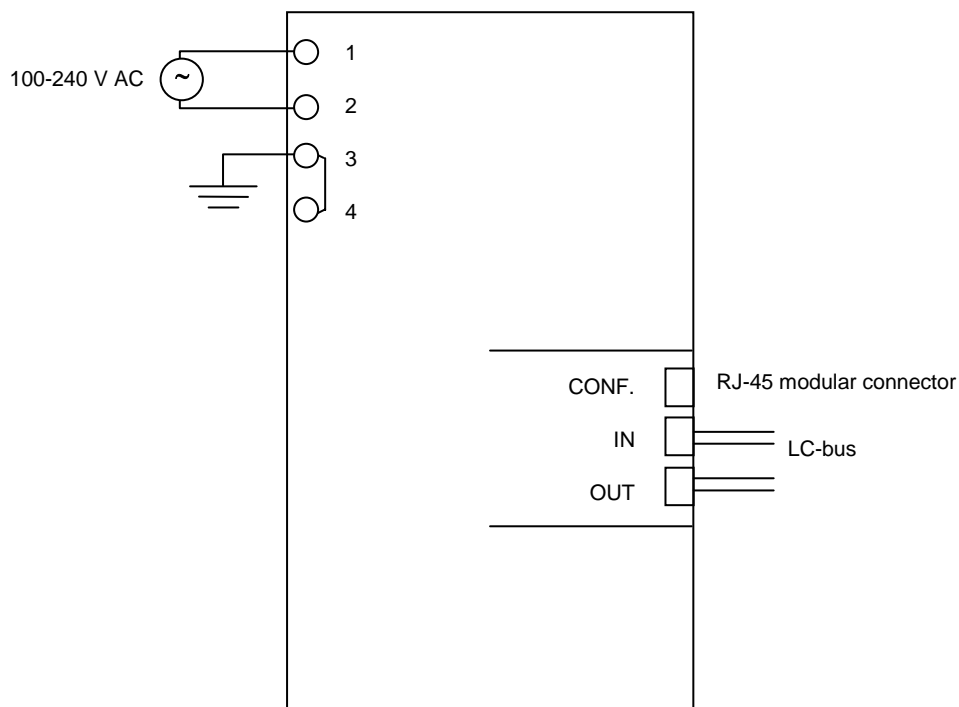 1
100-240 V AC
~
2
3
4
CONF.
RJ-45 modular connector
IN
LC-bus
OUT